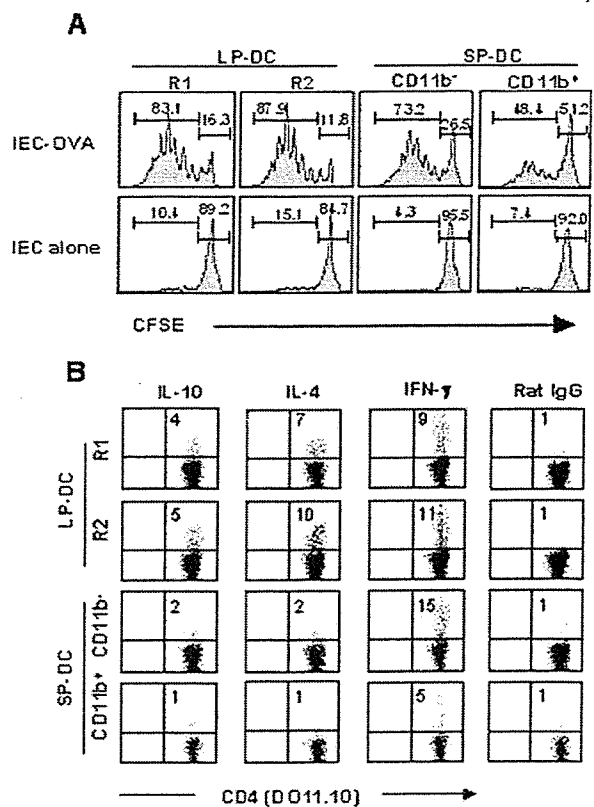 A
LP-DC SP-DC
R1 R2 CD11b- CD11b+
IEC-OVA
83.1 16.3 87.9 11.8 73.2 26.5 48.4 51.2
IEC alone
10.4 89.2 15.1 84.7 4.3 95.5 7.4 92.0
CFSE
B
IL-10 IL-4 IFN-γ Rat IgG
LP-DC
R1
4 7 9 1
R2
5 10 11 1
SP-DC
CD11b-
2 2 15 1
CD11b+
1 1 5 1
CD4 (DO11.10)